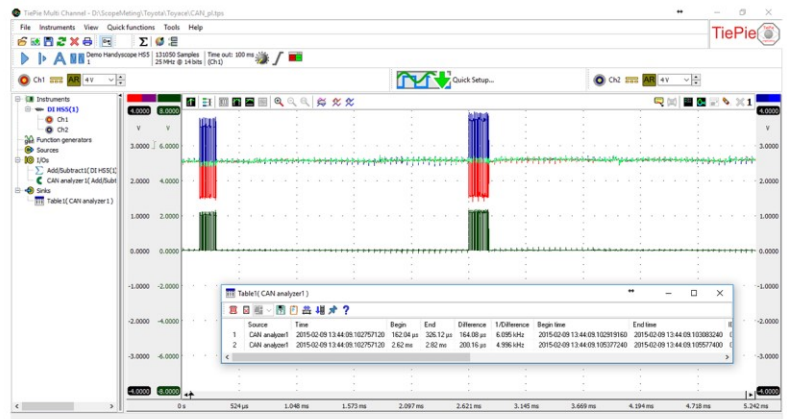 TiePie Multi Channel - D:\ScopeMeting\Toyota\Toyace\CAN_pl.tps
File Instruments View Quick functions Tools Help
TiePie
Demo Handyscope HS5 131050 Samples Time out: 100 ms
1 25 MHz @ 14 bits (Ch1)
Ch1 AR 4 V Quick Setup... Ch2 AR 4 V
Instruments
DI HS5(1)
Ch1
Ch2
Function generators
Sources
I/Os
Add/Subtract1( DI HS5(1)
CAN analyzer1( Add/Subt
Sinks
Table1( CAN analyzer1 )
1
4.0000 8.0000 4.0000
V V V
3.0000 6.0000 3.0000
2.0000 4.0000 2.0000
1.0000 2.0000 1.0000
0.0000 0.0000 0.0000
-1.0000 -2.0000 -1.0000
-4.0000 -2.0000
-3.0000 -6.0000 -3.0000
-4.0000 -8.0000 -4.0000
Table1( CAN analyzer1 )
Source Time Begin End Difference 1/Difference Begin time End time
1 CAN analyzer1 2015-02-09 13:44:09.102757120 162.04 µs 326.12 µs 164.08 µs 6.095 kHz 2015-02-09 13:44:09.102919160 2015-02-09 13:44:09.103083240
2 CAN analyzer1 2015-02-09 13:44:09.102757120 2.62 ms 2.82 ms 200.16 µs 4.996 kHz 2015-02-09 13:44:09.105377240 2015-02-09 13:44:09.105577400
0 s 524 µs 1.048 ms 1.573 ms 2.097 ms 2.621 ms 3.145 ms 3.669 ms 4.194 ms 4.718 ms 5.242 ms